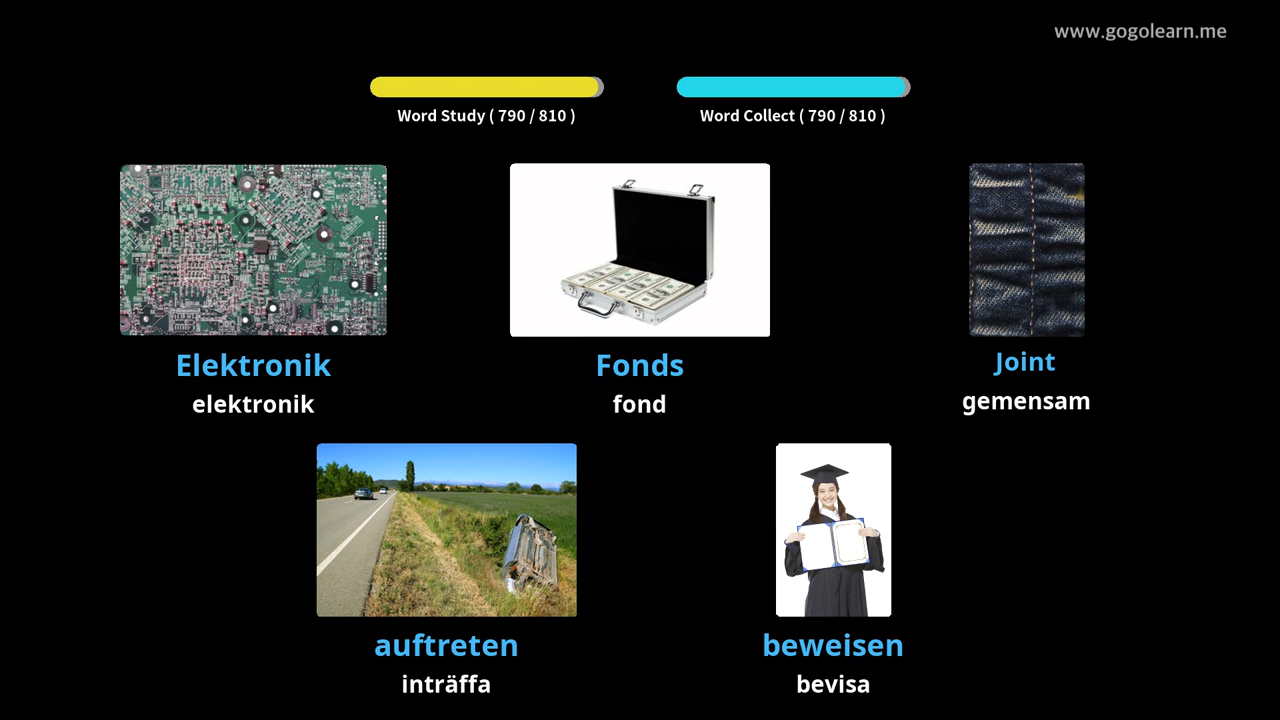 www.gogolearn.me
Word Study ( 790 / 810 )
Word Collect ( 790 / 810 )
Elektronik
elektronik
Fonds
fond
Joint
gemensam
auftreten
inträffa
beweisen
bevisa